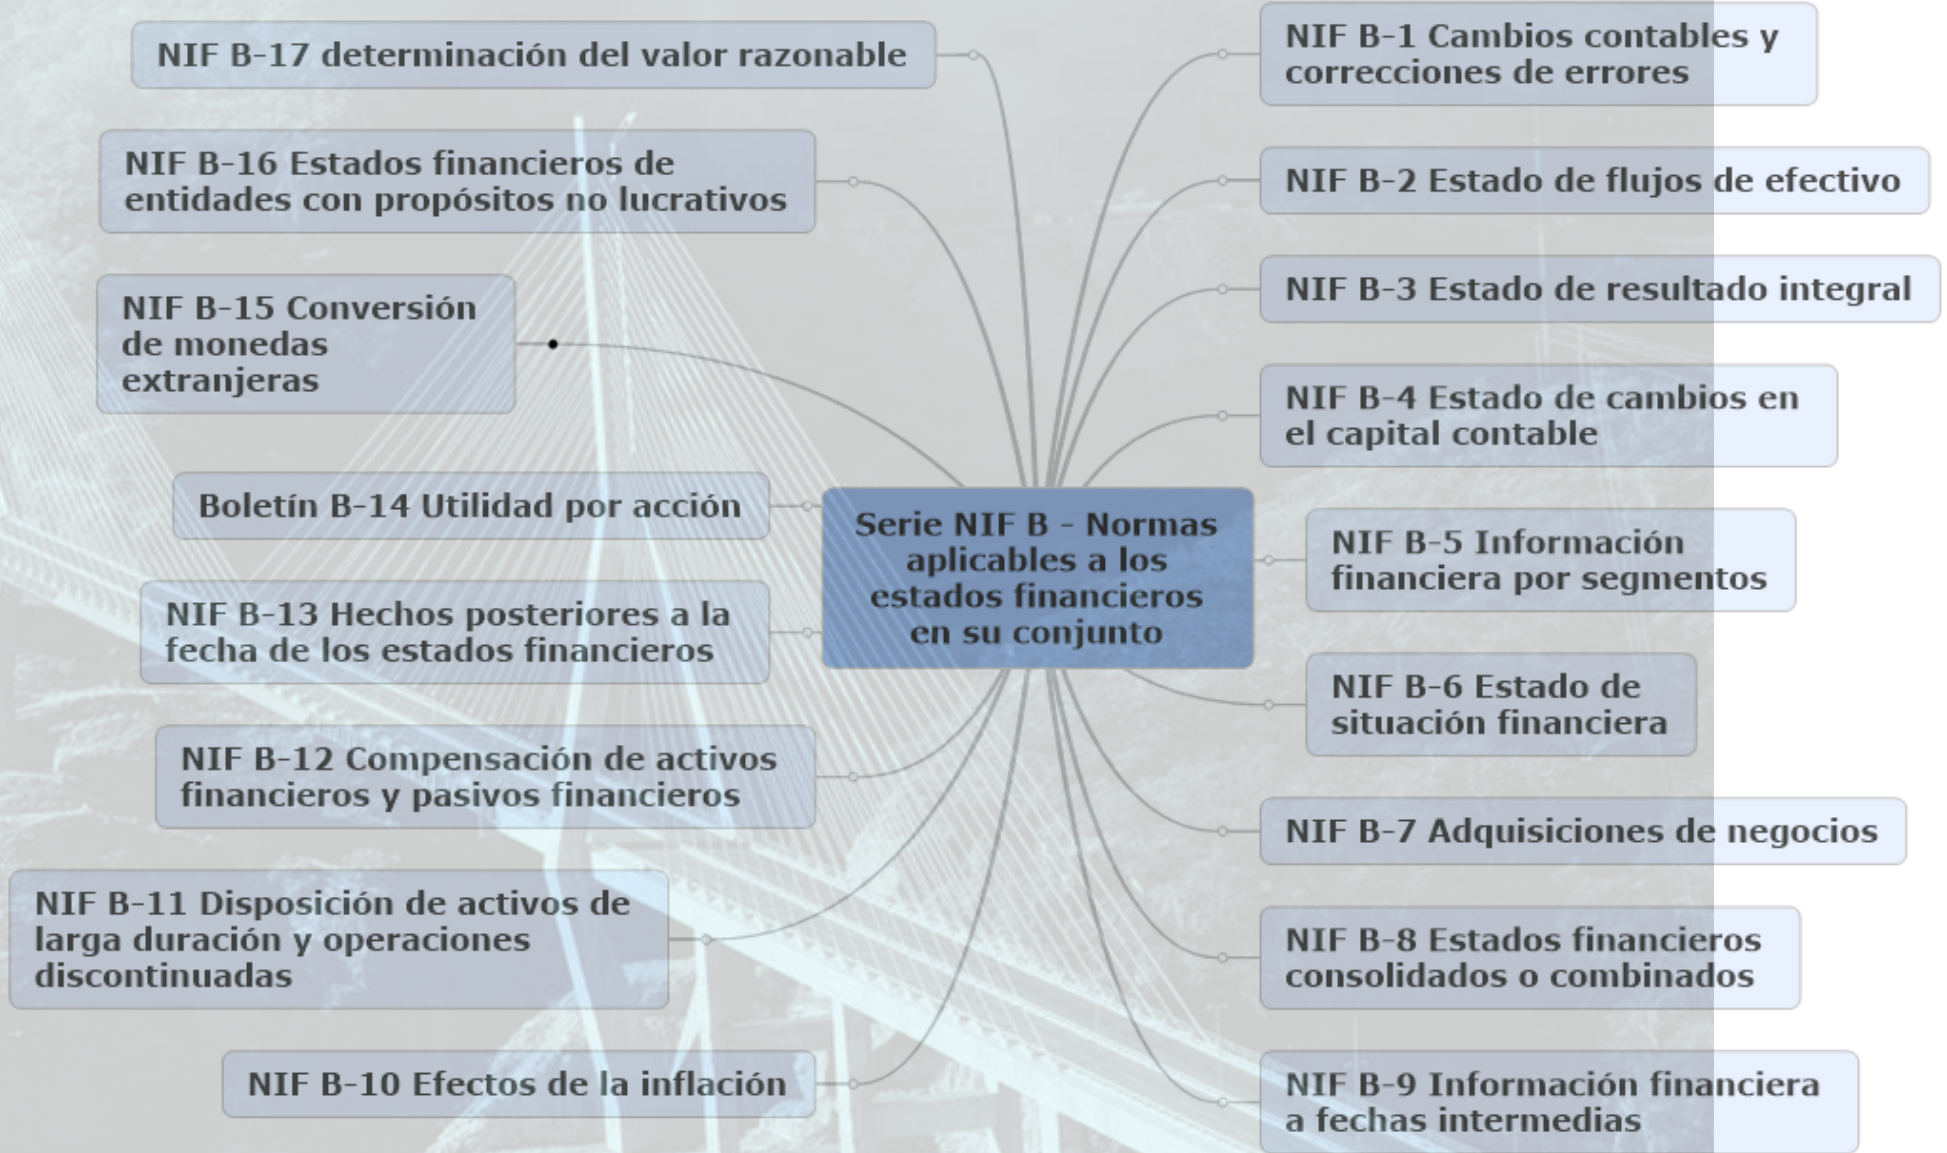 Serie NIF B - Normas
aplicables a los
estados financieros
en su conjunto
NIF B-1 Cambios contables y
correcciones de errores
NIF B-2 Estado de flujos de efectivo
NIF B-3 Estado de resultado integral
NIF B-4 Estado de cambios en
el capital contable
NIF B-5 Información
financiera por segmentos
NIF B-6 Estado de
situación financiera
NIF B-7 Adquisiciones de negocios
NIF B-8 Estados financieros
consolidados o combinados
NIF B-9 Información financiera
a fechas intermedias
NIF B-10 Efectos de la inflación
NIF B-11 Disposición de activos de
larga duración y operaciones
discontinuadas
NIF B-12 Compensación de activos
financieros y pasivos financieros
NIF B-13 Hechos posteriores a la
fecha de los estados financieros
Boletín B-14 Utilidad por acción
NIF B-15 Conversión
de monedas
extranjeras
NIF B-16 Estados financieros de
entidades con propósitos no lucrativos
NIF B-17 determinación del valor razonable